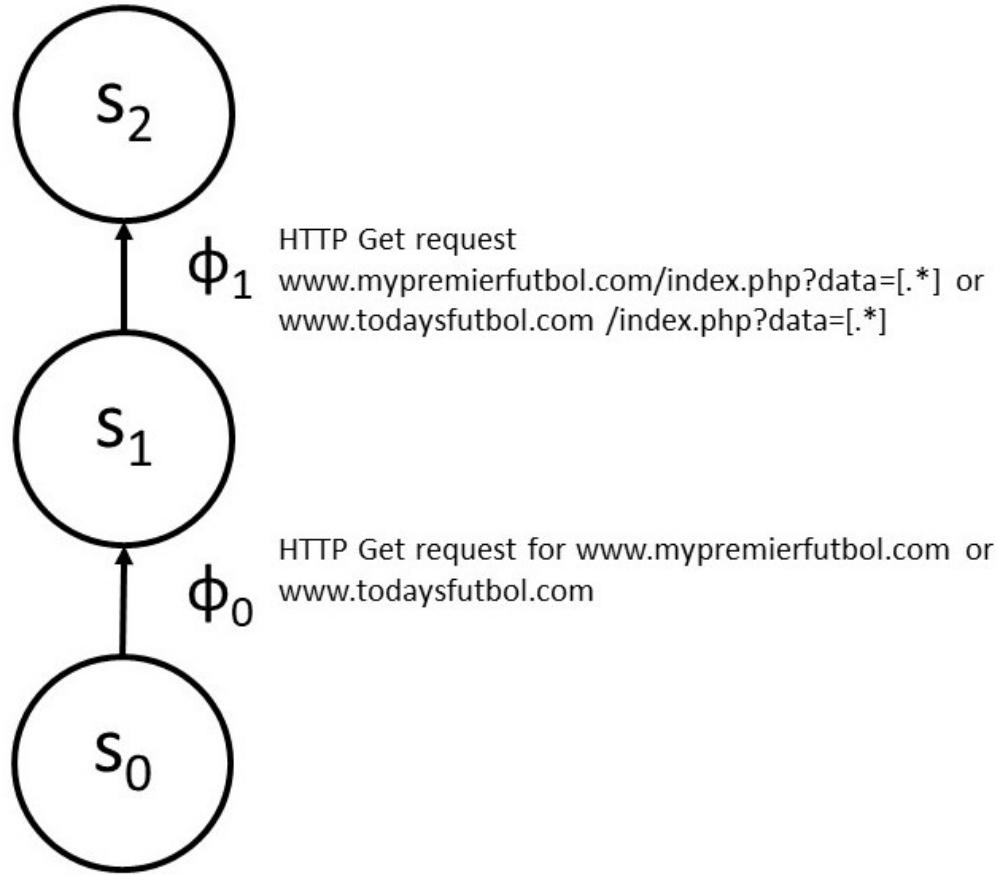 s₂
ϕ₁
HTTP Get request
www.mypremierfutbol.com/index.php?data=[.*] or
www.todaysfutbol.com /index.php?data=[.*]
s₁
ϕ₀
HTTP Get request for www.mypremierfutbol.com or
www.todaysfutbol.com
s₀